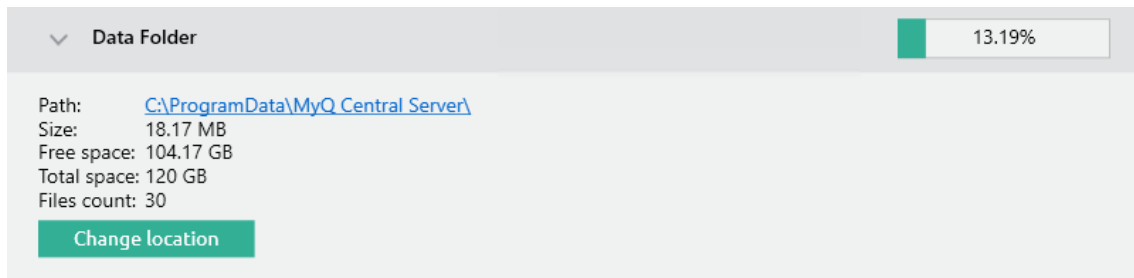 Data Folder 13.19%
Path: C:\ProgramData\MyQ Central Server\
Size: 18.17 MB
Free space: 104.17 GB
Total space: 120 GB
Files count: 30
Change location